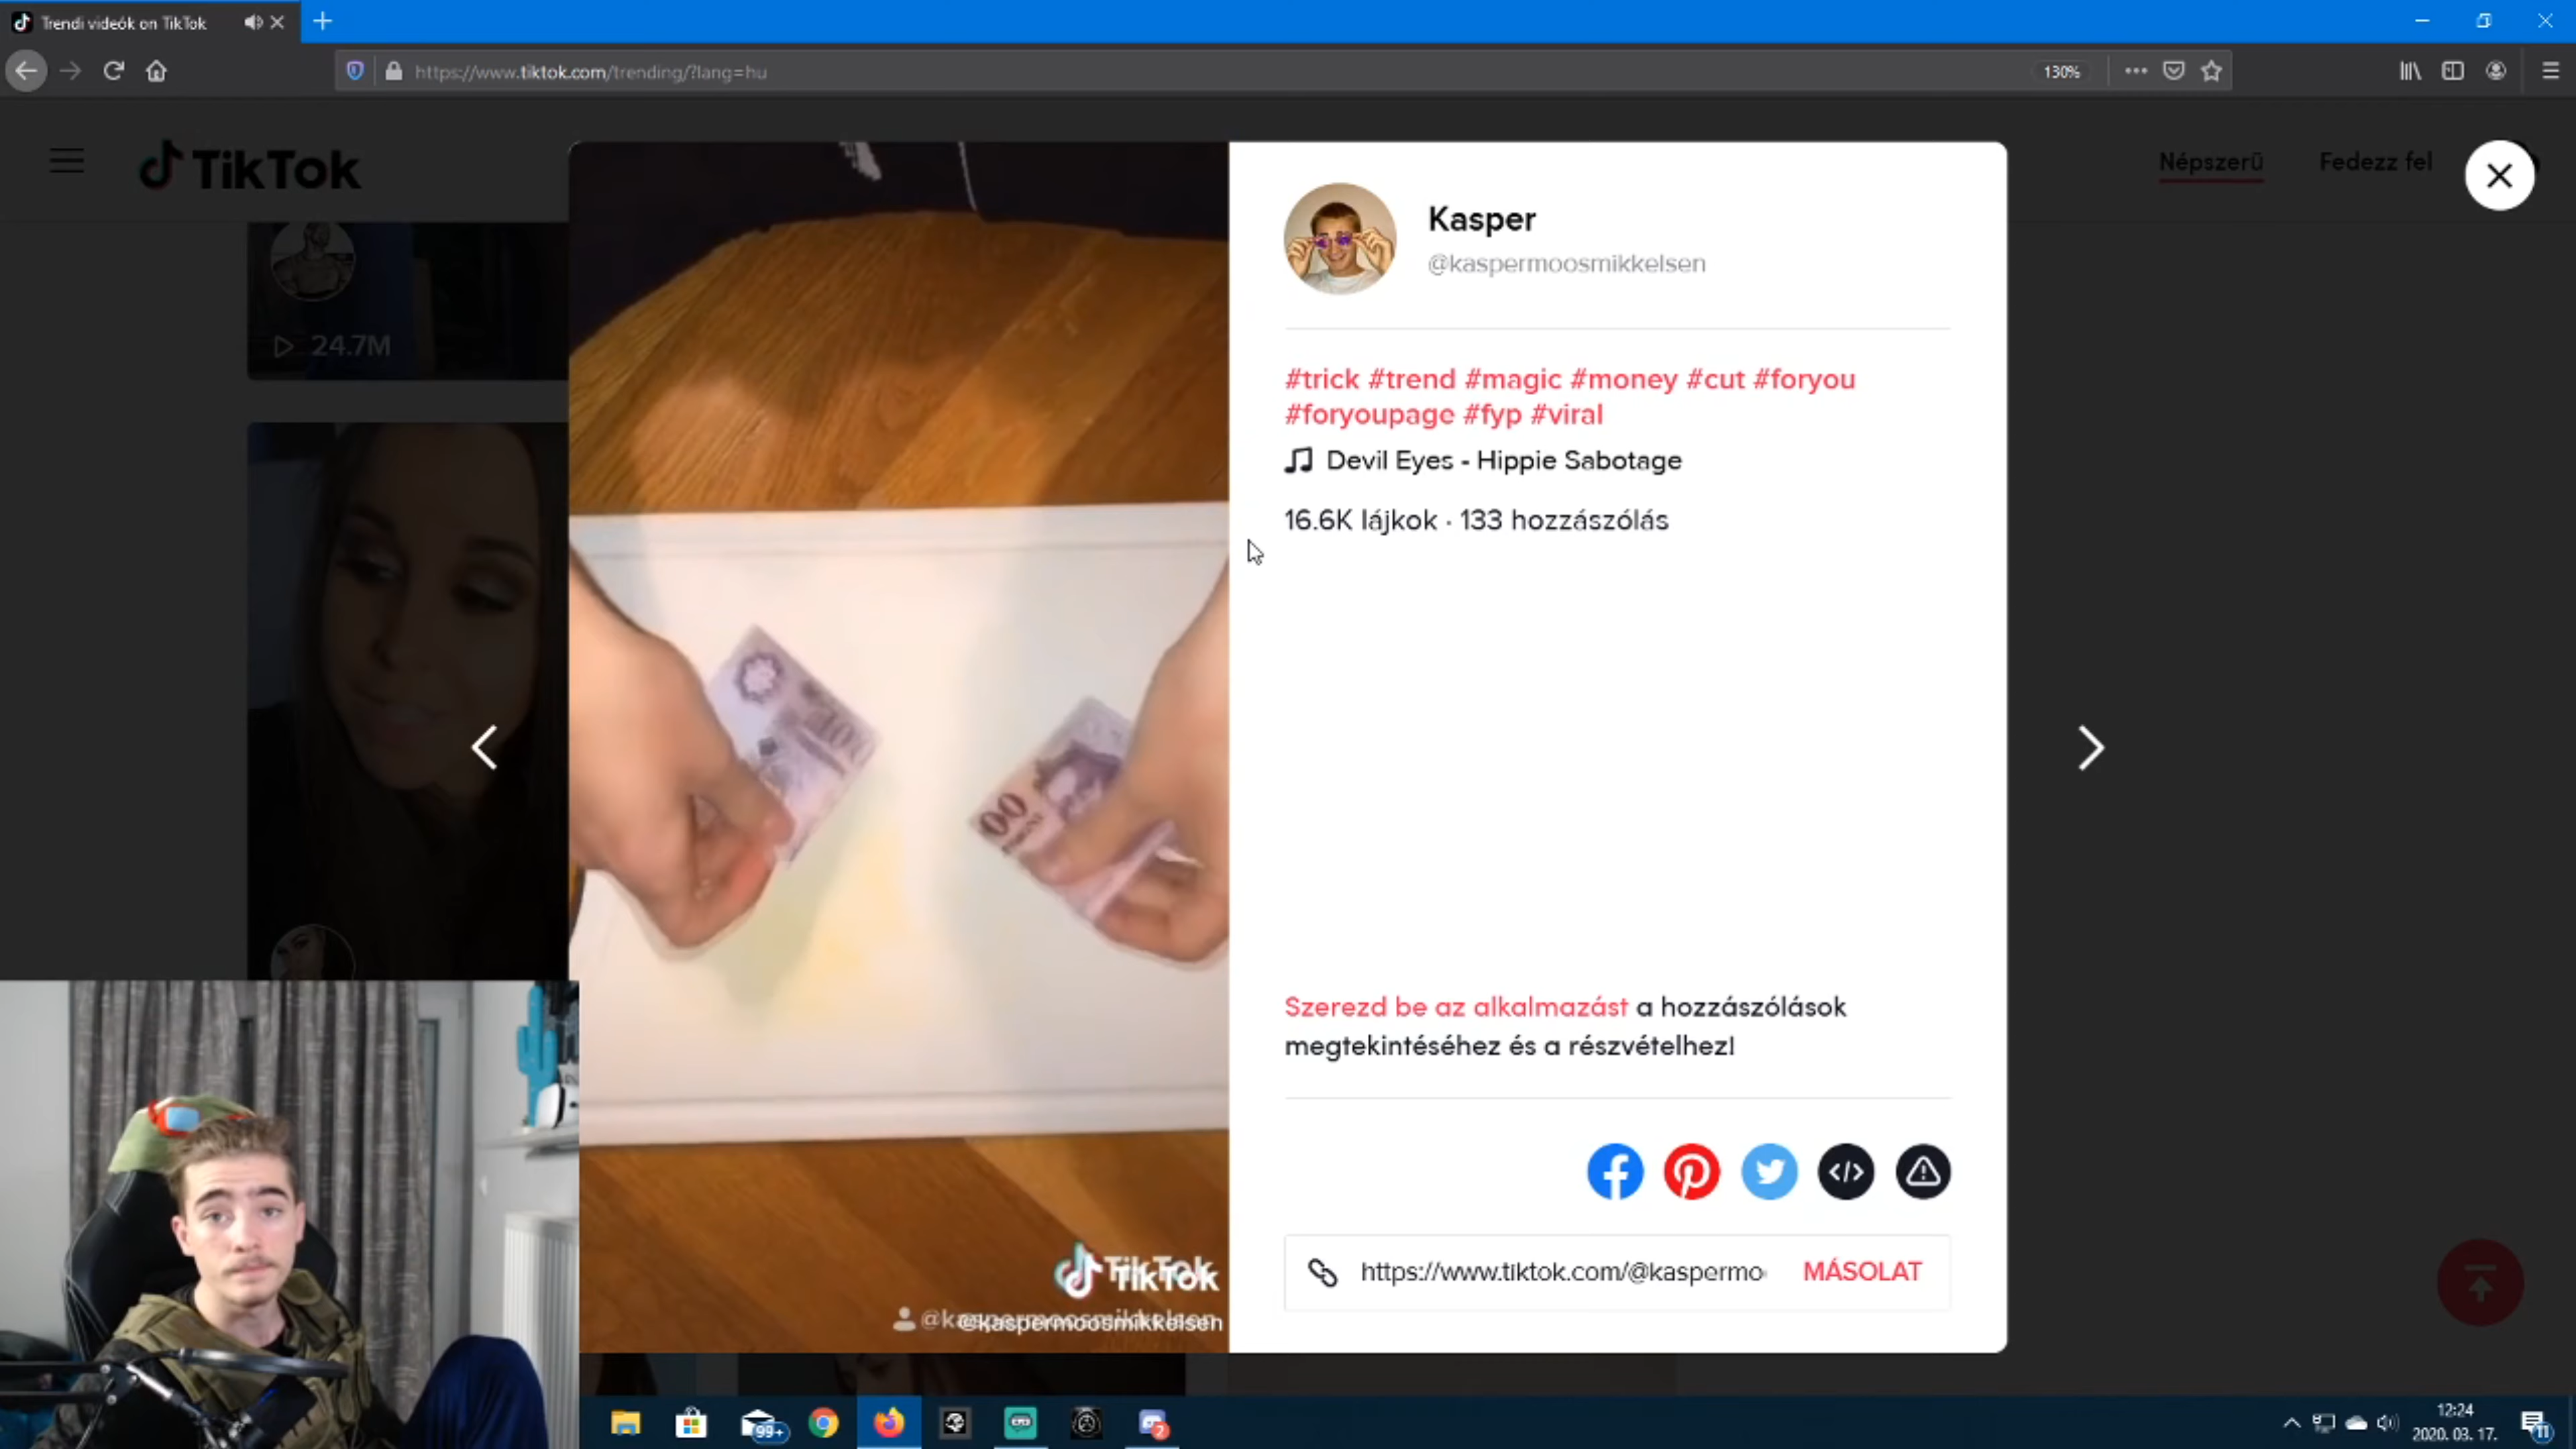 Trendi videók on TikTok
https://www.tiktok.com/trending/?lang=hu
130%
TikTok
Népszerű
Fedezz fel
24.7M
Kasper
@kaspermoosmikkelsen
#trick #trend #magic #money #cut #foryou
#foryoupage #fyp #viral
Devil Eyes - Hippie Sabotage
16.6K lájkok · 133 hozzászólás
Szerezd be az alkalmazást a hozzászólások
megtekintéséhez és a részvételhez!
https://www.tiktok.com/@kaspermo
MÁSOLAT
TikTok
@kaspermoosmikkelsen
99+
2
12:24
2020. 03. 17.
11